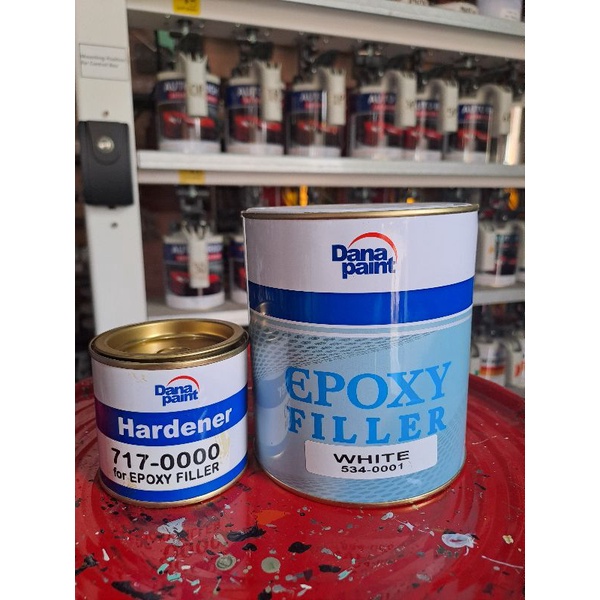 Dana
paint
EPOXY
FILLER
WHITE
534-0001
Dana
paint
Hardener
717-0000
for EPOXY FILLER